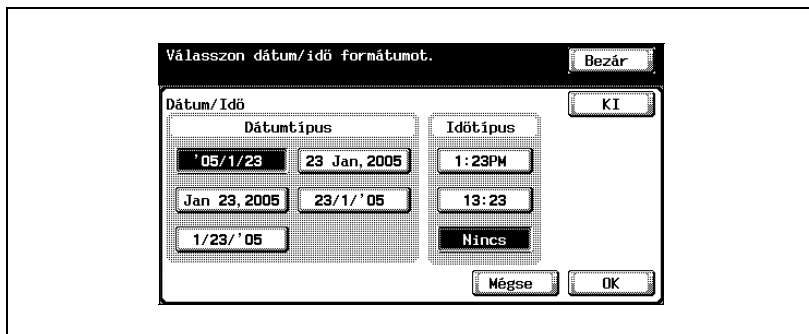 Válasszon dátum/idő formátumot.
Bezár
Dátum/Idő
KI
Dátumtípus
Időtípus
'05/1/23
23 Jan, 2005
1:23PM
Jan 23, 2005
23/1/'05
13:23
1/23/'05
Nincs
Mégse
OK